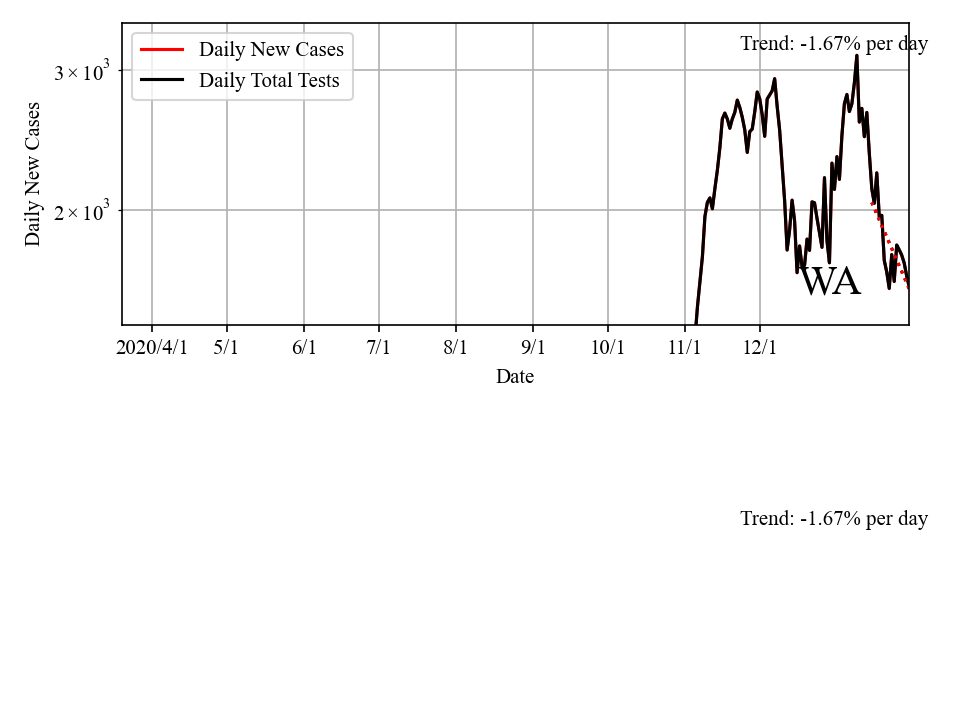 Trend: -1.67% per day
Daily New Cases
Daily Total Tests
3 × 10³
2 × 10³
Daily New Cases
WA
2020/4/1 5/1 6/1 7/1 8/1 9/1 10/1 11/1 12/1
Date
Trend: -1.67% per day